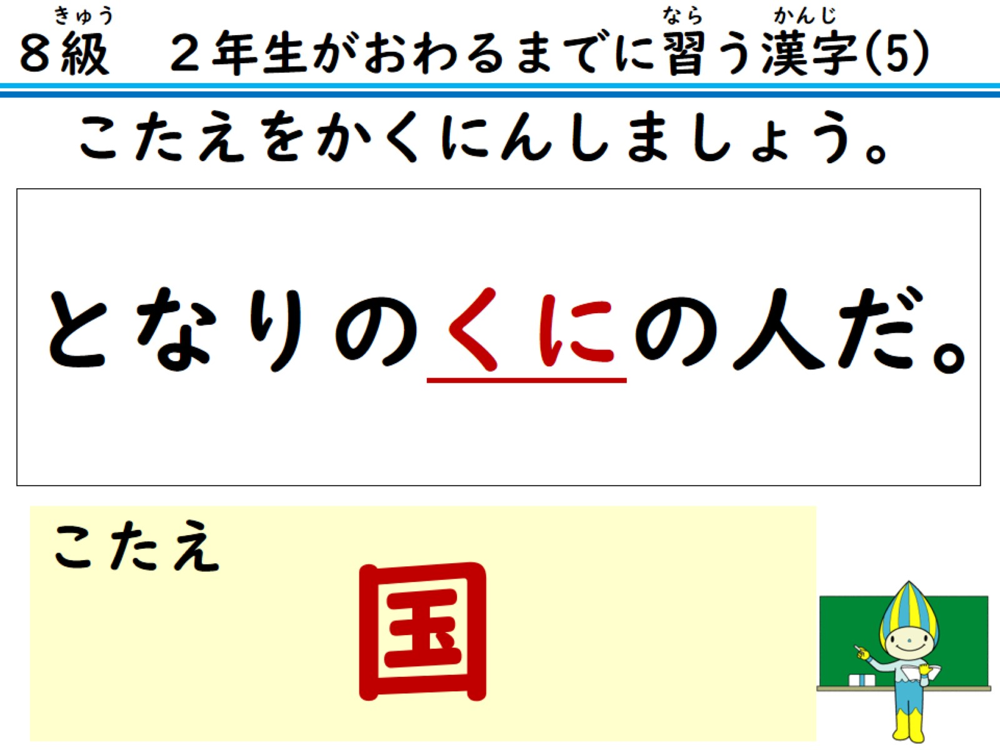 きゅう なら かんじ
８級　２年生がおわるまでに習う漢字(5)
こたえをかくにんしましょう。
となりのくにの人だ。
こたえ
国